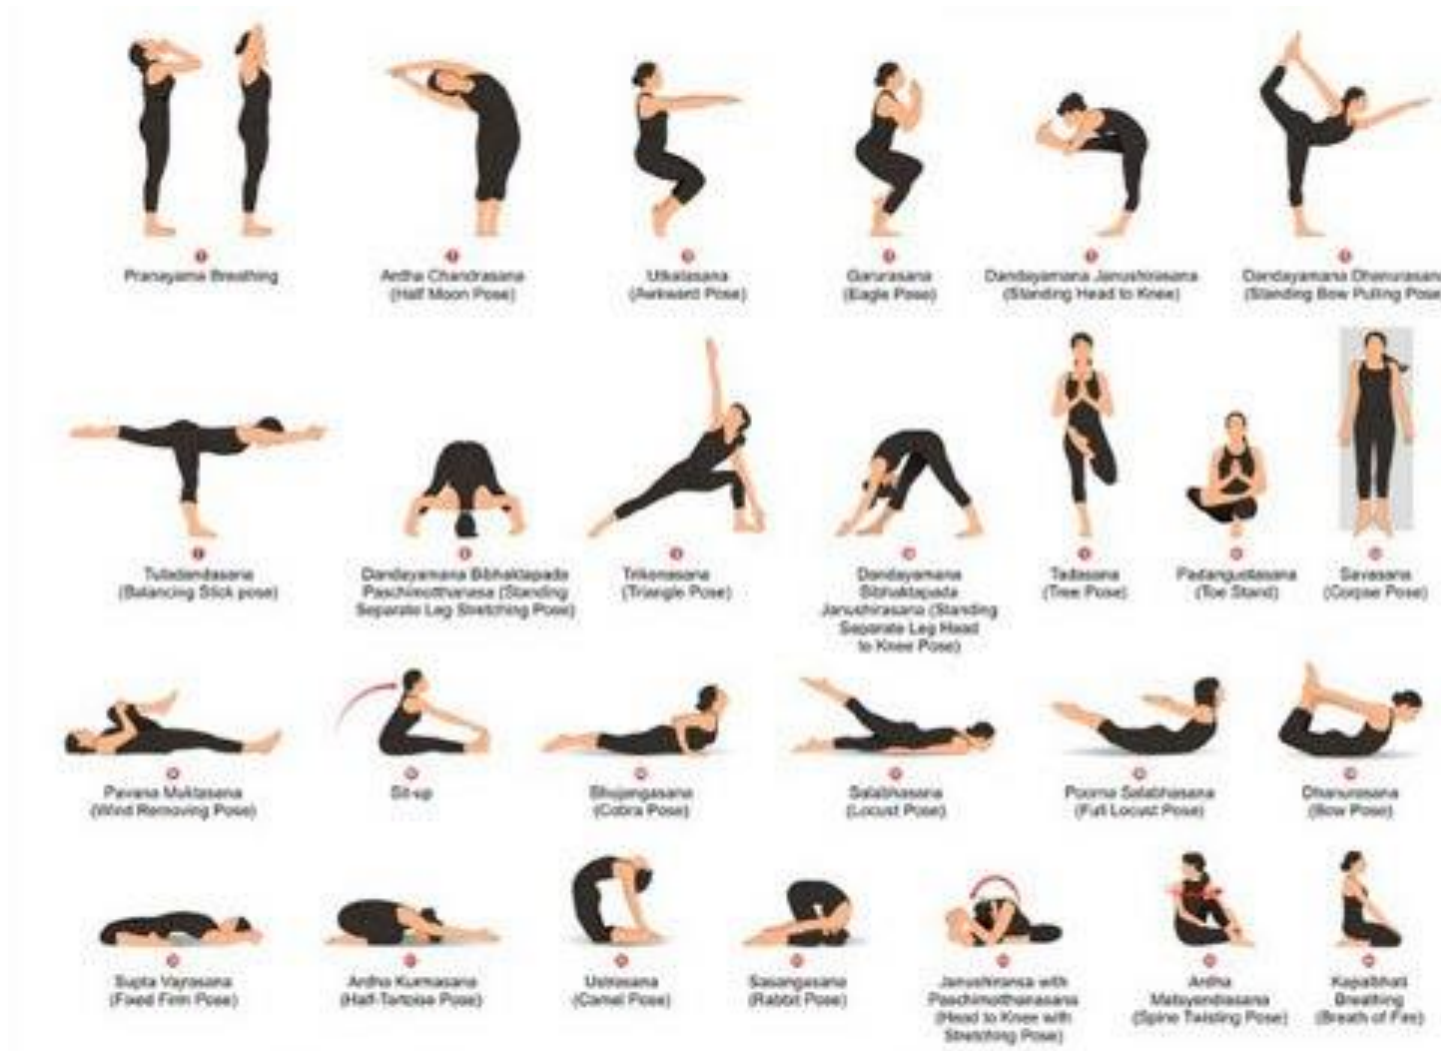 Pranayama Breathing
Ardha Chandrasana
(Half Moon Pose)
Utkatasana
(Awkward Pose)
Garurasana
(Eagle Pose)
Dandayamana Janushirasana
(Standing Head to Knee)
Dandayamana Dhanurasana
(Standing Bow Pulling Pose
Tuladandasana
(Balancing Stick pose)
Dandayamana Bibhaktapada
Paschimotthanasa (Standing
Separate Leg Stretching Pose)
Trikonasana
(Triangle Pose)
Dandayamana
Bibhaktapada
Janushirasana (Standing
Separate Leg Head
to Knee Pose)
Tadasana
(Tree Pose)
Padangustasana
(Toe Stand)
Savasana
(Corpse Pose)
Pavana Muktasana
(Wind Removing Pose)
Sit-up
Bhujangasana
(Cobra Pose)
Salabhasana
(Locust Pose)
Poorna Salabhasana
(Full Locust Pose)
Dhanurasana
(Bow Pose)
Supta Vajrasana
(Fixed Firm Pose)
Ardha Kurmasana
(Half-Tortoise Pose)
Ustrasana
(Camel Pose)
Sasangasana
(Rabbit Pose)
with
Paschimotthanasana
(Head to Knee with
Stretching Pose)
Ardha
Matsyendrasana
(Spine Twisting Pose)
Kapalbhati
Breathing
(Breath of Fire)